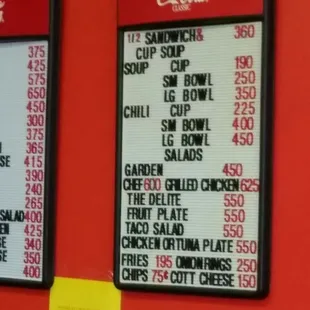 375
425
575
650
450
300
375
365
415
390
240
265
SALAD 400
425
340
350
400
CLASSIC
1/2 SANDWICH& 360
CUP SOUP
SOUP CUP 190
SM BOWL 250
LG BOWL 350
CHILI CUP 225
SM BOWL 400
LG BOWL 450
SALADS
GARDEN 450
CHEF 600 GRILLED CHICKEN 625
THE DELITE 550
FRUIT PLATE 550
TACO SALAD 550
CHICKEN OR TUNA PLATE 550
FRIES 195 ONION RINGS 250
CHIPS 75¢ COTT CHEESE 150